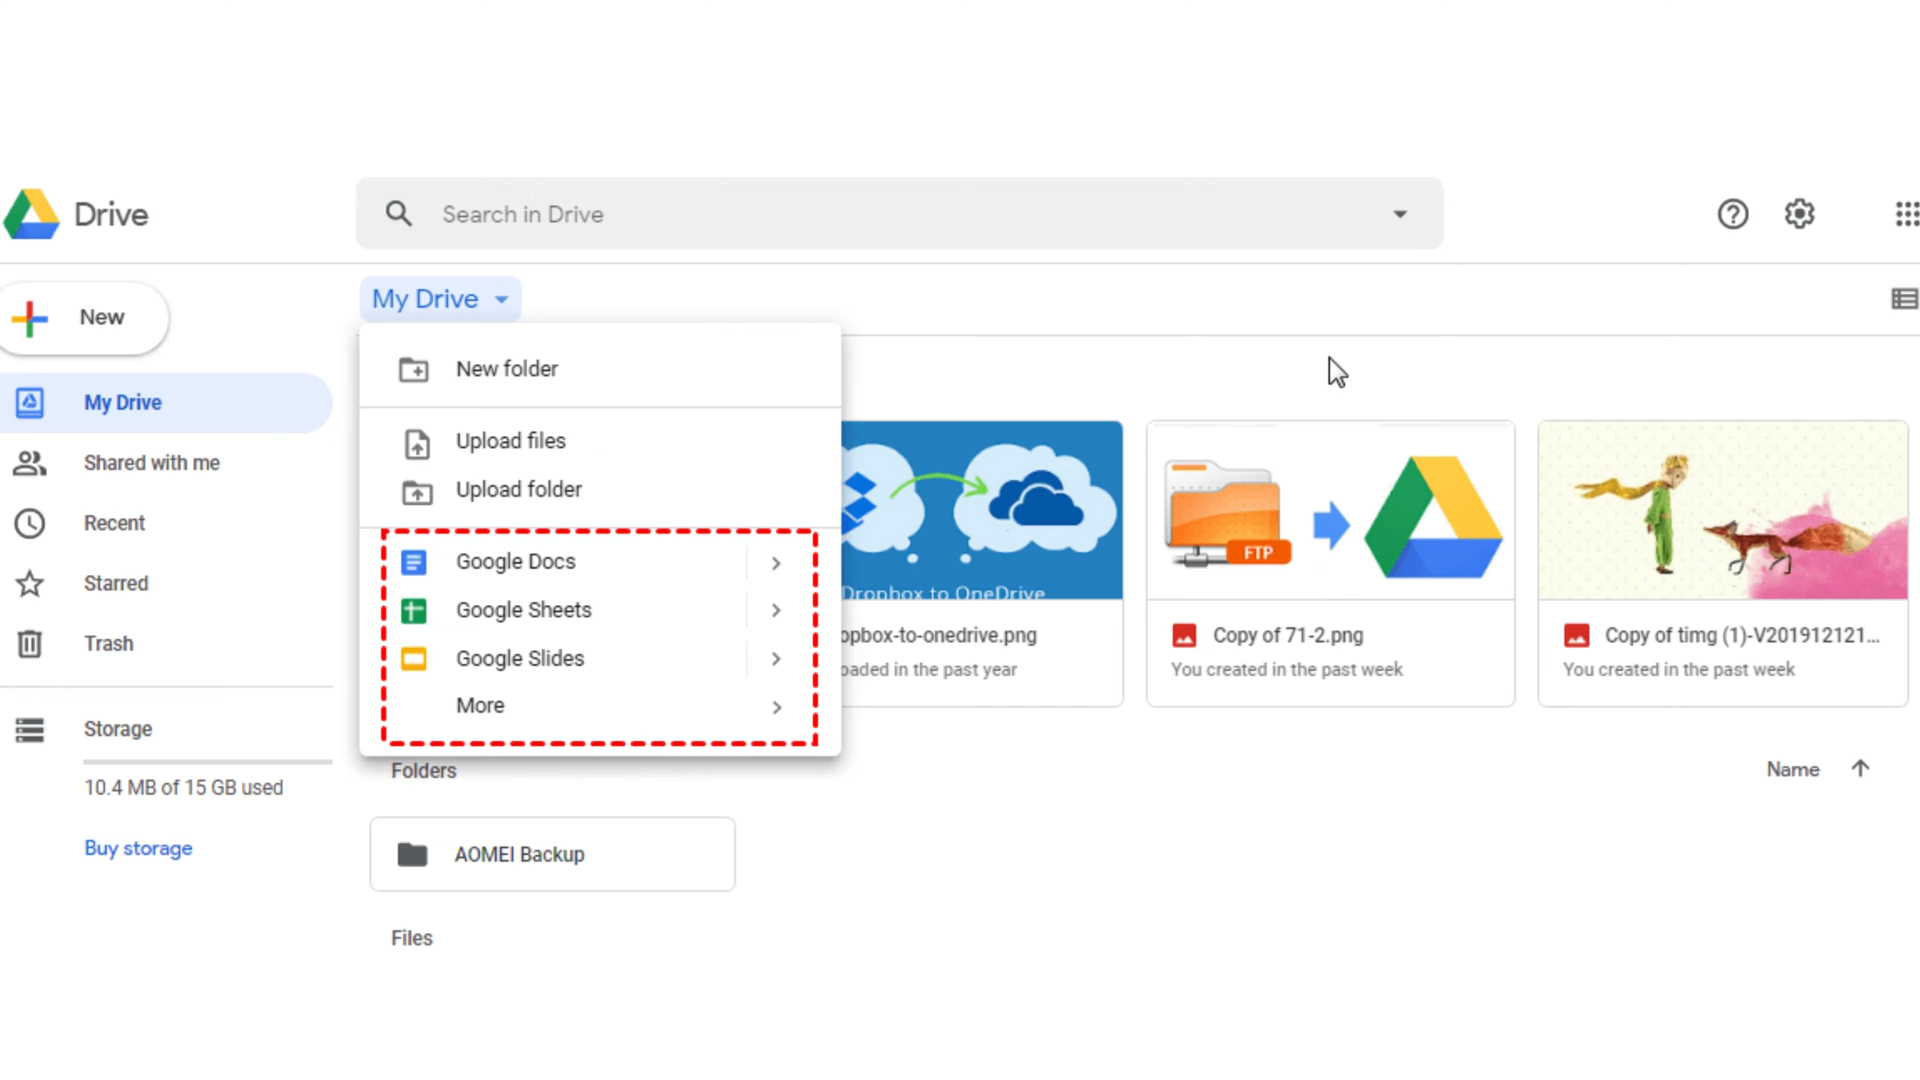 Drive
Search in Drive
New
My Drive
New folder
My Drive
Upload files
Shared with me
Upload folder
Recent
Google Docs
Starred
Google Sheets
Google Slides
Trash
More
Storage
10.4 MB of 15 GB used
Buy storage
Dropbox to OneDrive
opbox-to-onedrive.png
oaded in the past year
FTP
Copy of 71-2.png
You created in the past week
Copy of timg (1)-V201912121...
You created in the past week
Folders
Name
AOMEI Backup
Files